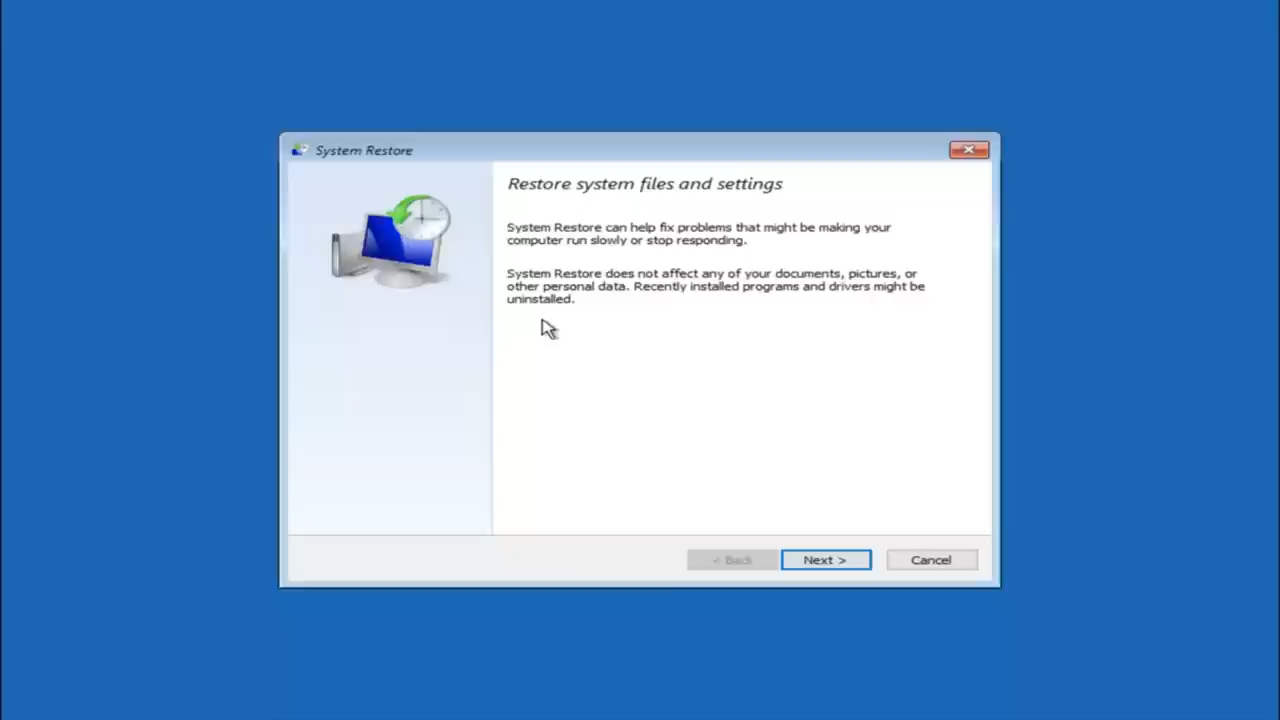 System Restore
Restore system files and settings
System Restore can help fix problems that might be making your
computer run slowly or stop responding.
System Restore does not affect any of your documents, pictures, or
other personal data. Recently installed programs and drivers might be
uninstalled.
< Back
Next >
Cancel